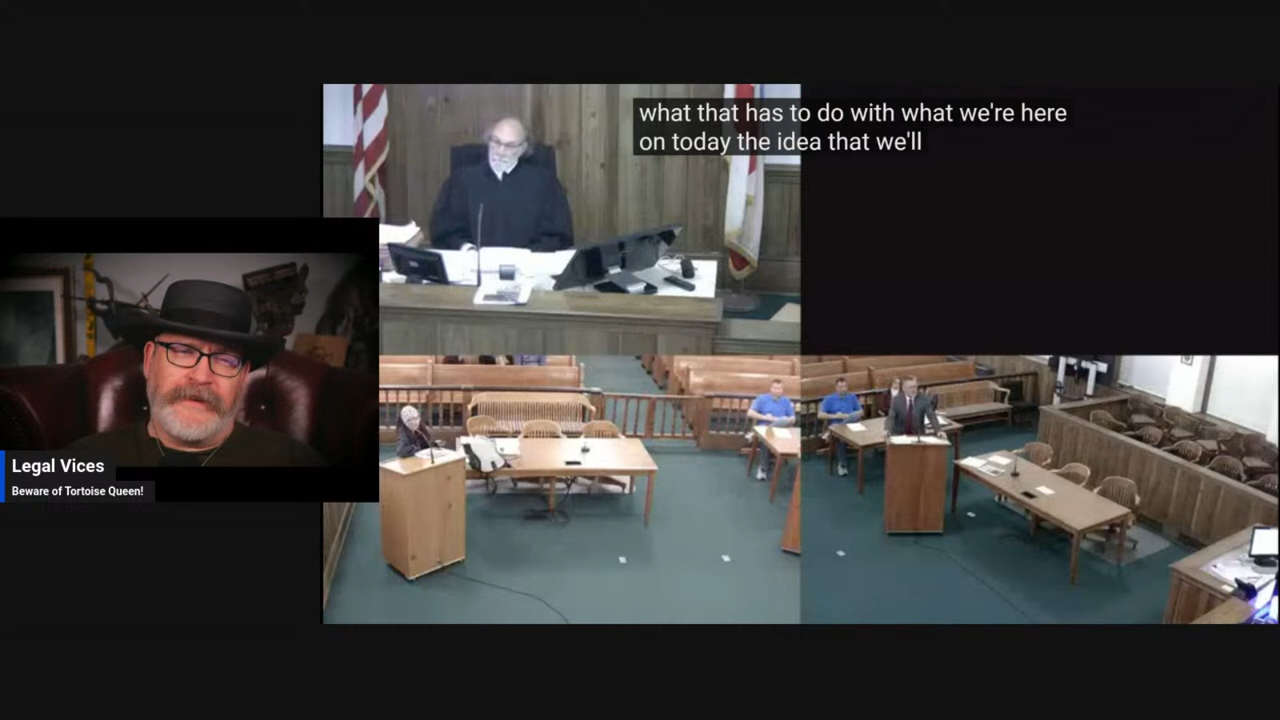 what that has to do with what we're here
on today the idea that we'll
Legal Vices
Beware of Tortoise Queen!